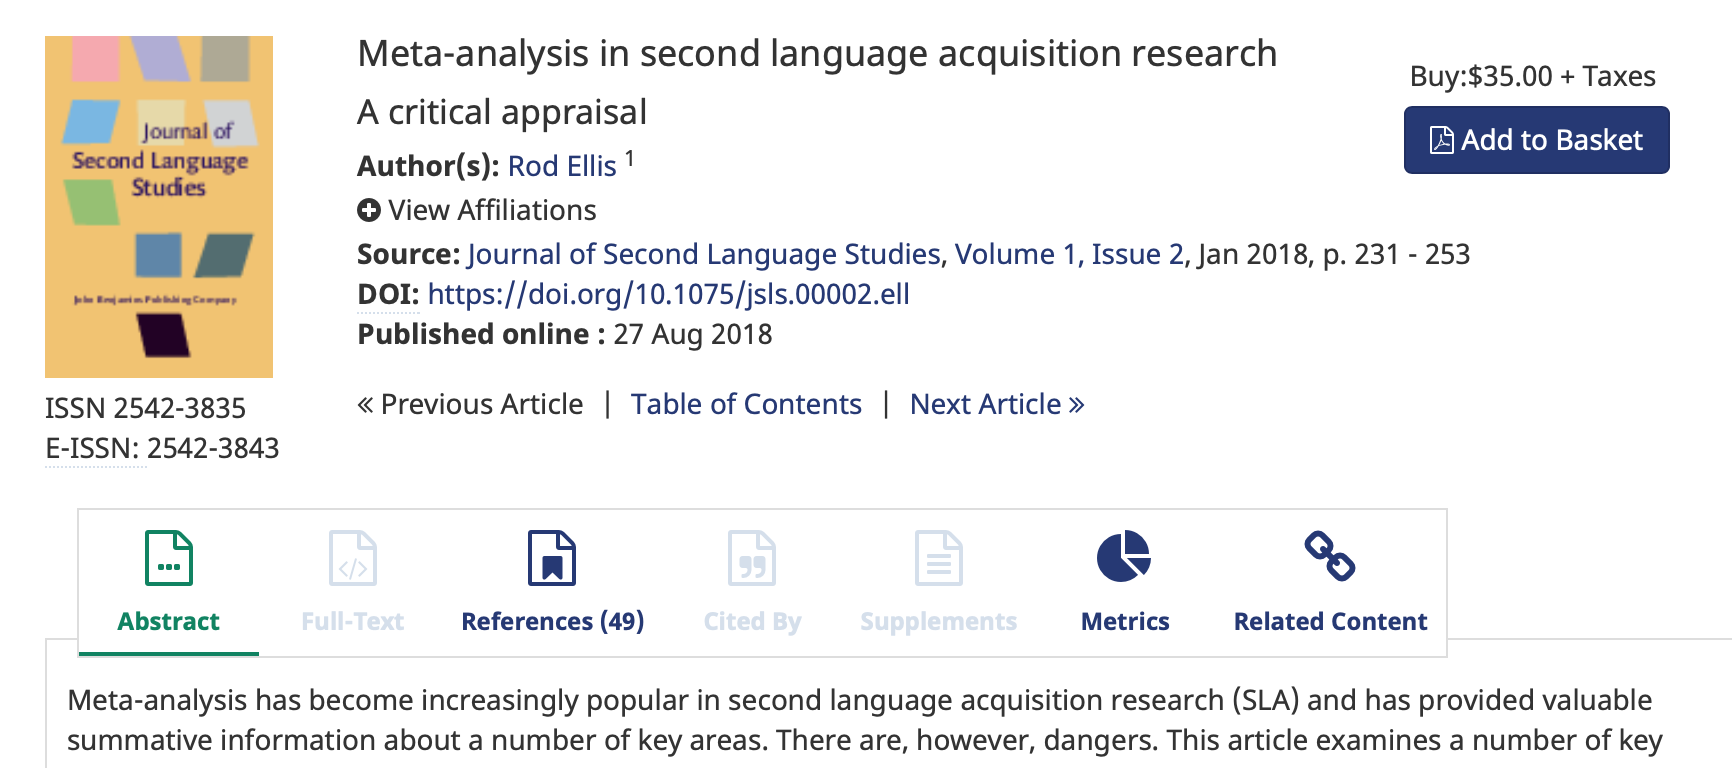 Journal of
Second Language
Studies
John Benjamins Publishing Company
ISSN 2542-3835
E-ISSN: 2542-3843
Meta-analysis in second language acquisition research
A critical appraisal
Author(s): Rod Ellis 1
View Affiliations
Source: Journal of Second Language Studies, Volume 1, Issue 2, Jan 2018, p. 231 - 253
DOI: https://doi.org/10.1075/jsls.00002.ell
Published online : 27 Aug 2018
« Previous Article | Table of Contents | Next Article »
Buy:$35.00 + Taxes
Add to Basket
Abstract
</> Full-Text
References (49)
Cited By
Supplements
Metrics
Related Content
Meta-analysis has become increasingly popular in second language acquisition research (SLA) and has provided valuable
summative information about a number of key areas. There are, however, dangers. This article examines a number of key